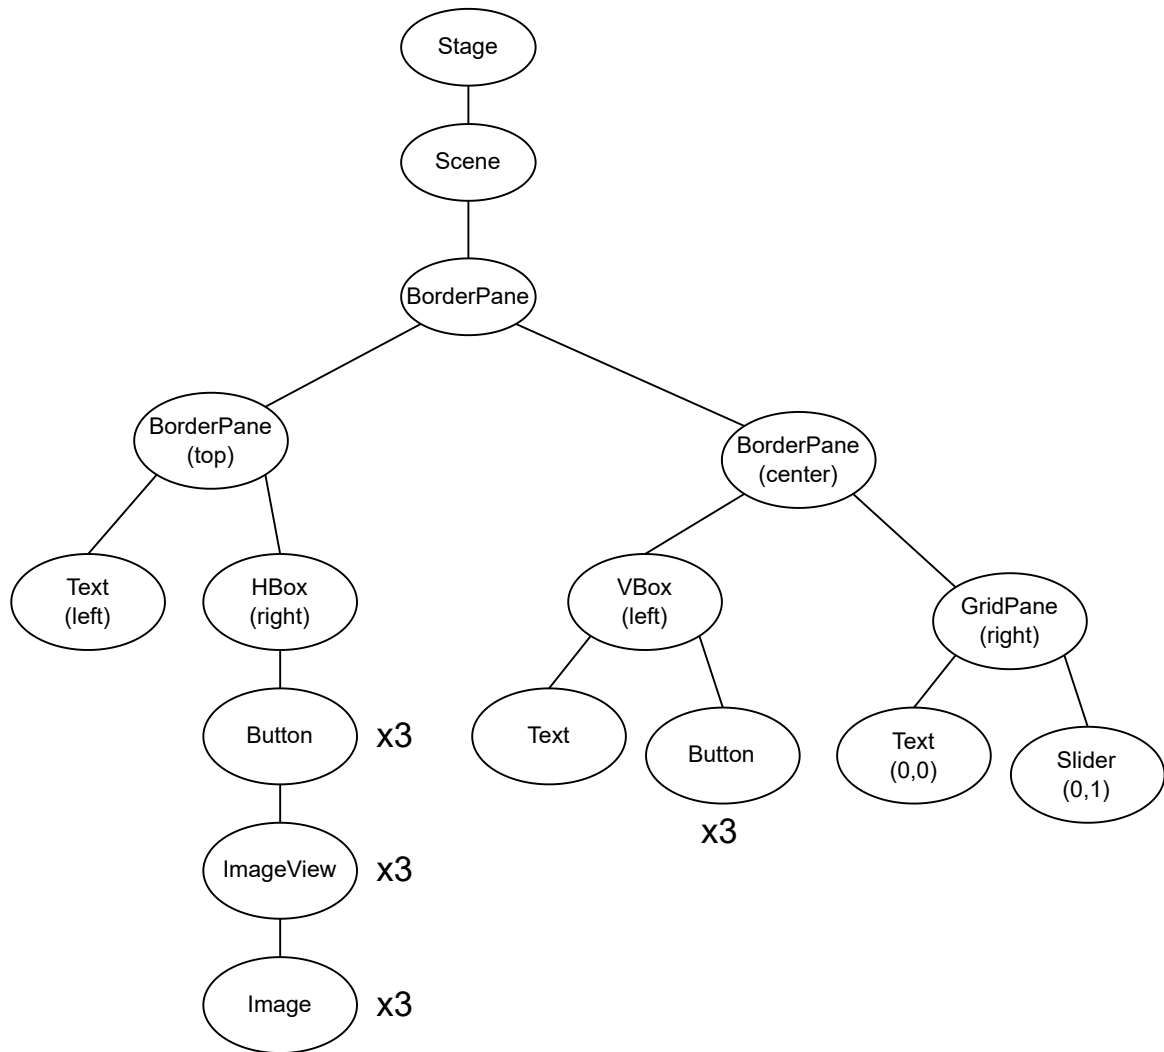 Stage
Scene
BorderPane
BorderPane
(top)
BorderPane
(center)
Text
(left)
HBox
(right)
VBox
(left)
GridPane
(right)
Button
x3
Text
Button
x3
Text
(0,0)
Slider
(0,1)
ImageView
x3
Image
x3